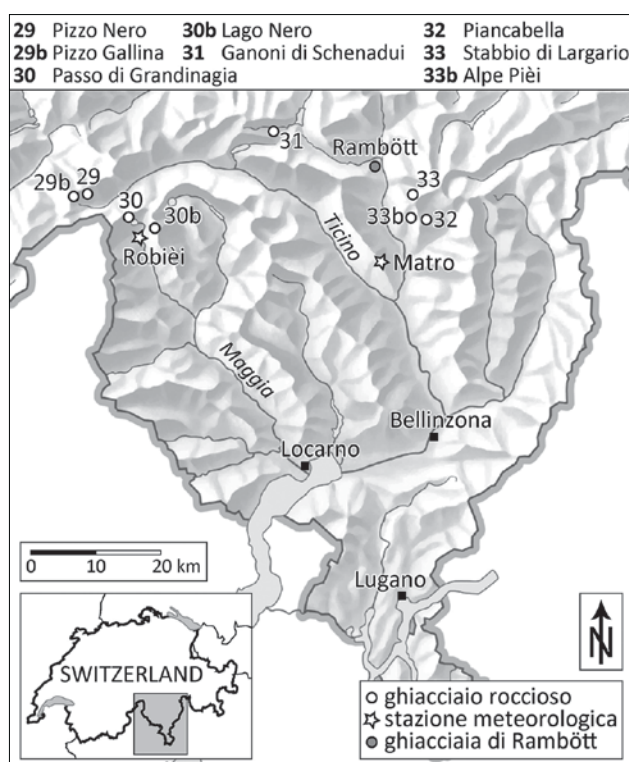 29 Pizzo Nero 30b Lago Nero 32 Piancabella
29b Pizzo Gallina 31 Ganoni di Schenadui 33 Stabbio di Largario
30 Passo di Grandinagia 33b Alpe Pièi
31
Rambött
29b 29
33
30
30b
33b 32
Robièi
Ticino
Matro
Maggia
Bellinzona
Locarno
0 10 20 km
Lugano
N
SWITZERLAND
ghiacciaio roccioso
stazione meteorologica
ghiacciaia di Rambött